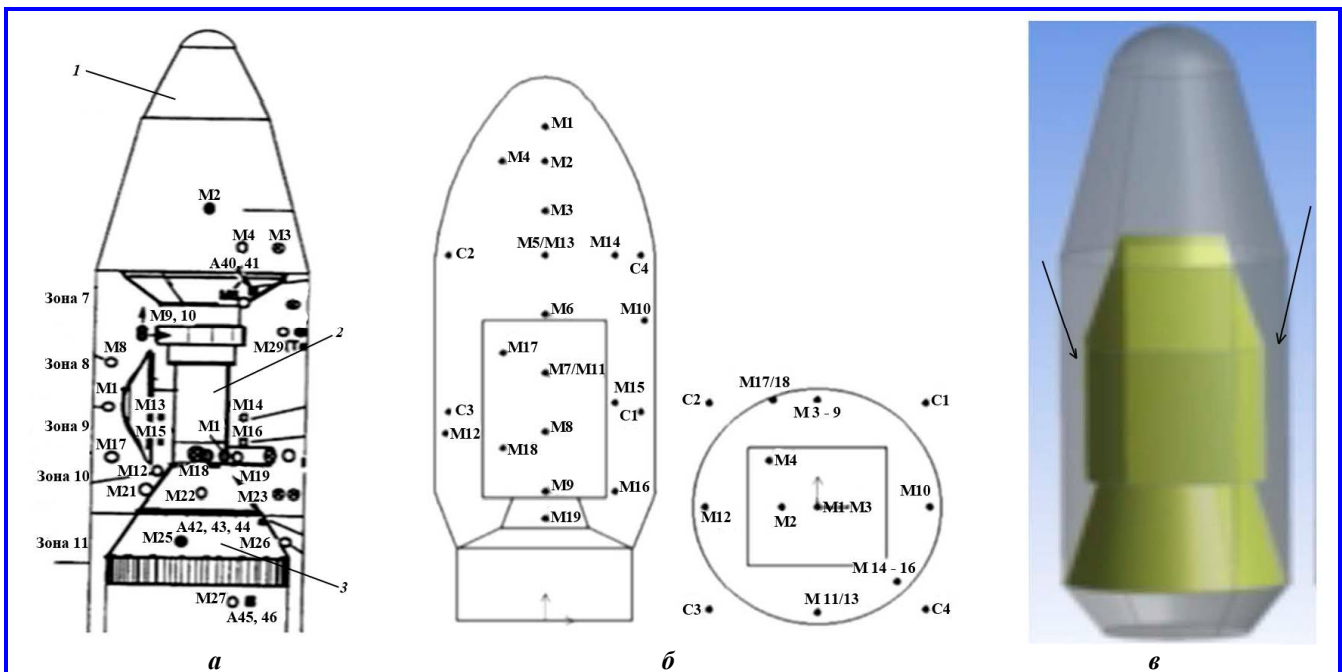 1
M2
M4 M3
A40, 41
Зона 7
M9, 10
2
Зона 8
M8
M29
M1
M13
M14
Зона 9
M15
M1
M16
M17
M12
M18
M19
Зона 10
M21
M22
M23
A42, 43, 44
Зона 11
M25
M26
3
M27
A45, 46
а
M1
M4
M2
M3
C2
M5/M13
M14
C4
M6
M10
M17
M7/M11
M15
C3
C1
M12
M8
M18
M9
M16
M19
M17/18
C2
M 3 - 9
C1
M4
M12
M2
M1-M3
M10
M 14 - 16
C3
M 11/13
C4
б
в